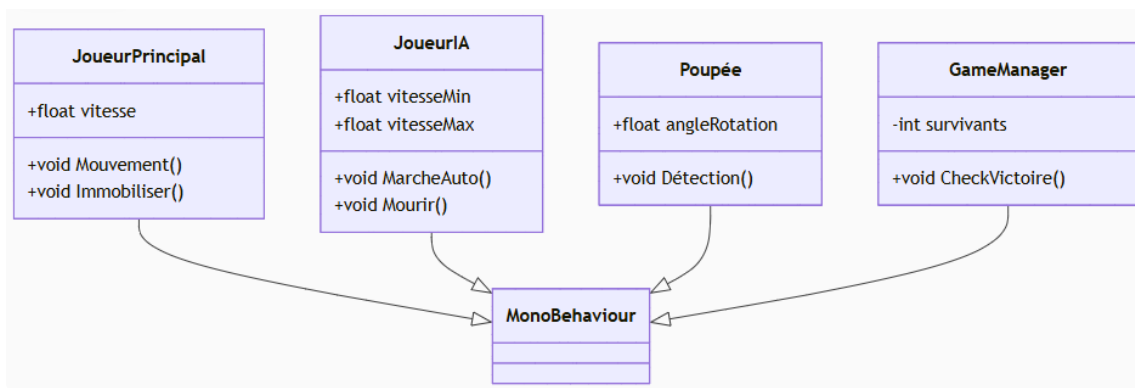 JoueurPrincipal
+float vitesse
+void Mouvement()
+void Immobiliser()
JoueurIA
+float vitesseMin
+float vitesseMax
+void MarcheAuto()
+void Mourir()
Poupée
+float angleRotation
+void Détection()
GameManager
-int survivants
+void CheckVictoire()
MonoBehaviour